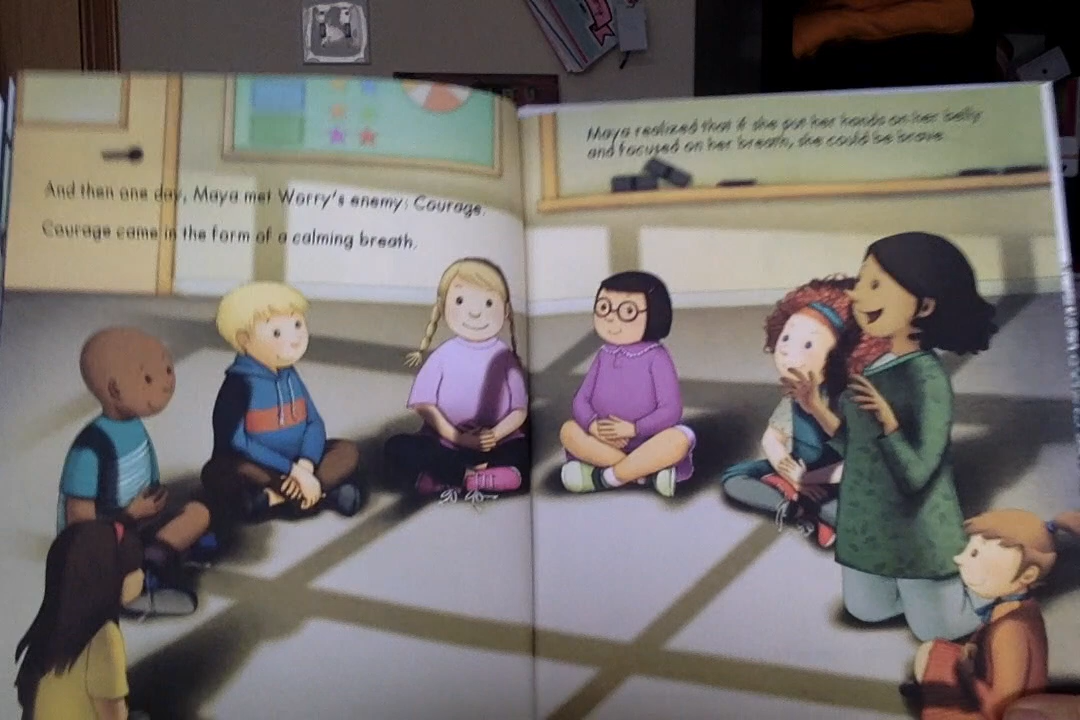 And then one day, Maya met Worry's enemy: Courage.
Courage came in the form of a calming breath.
Maya realized that if she put her hands on her belly
and focused on her breath, she could be brave.